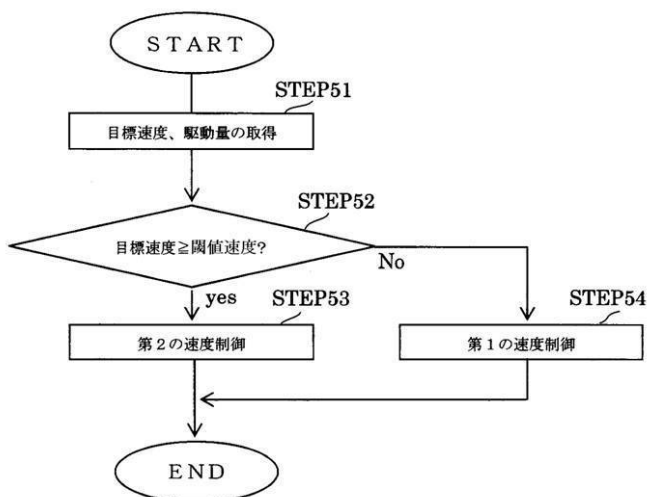 START
STEP51
目標速度、駆動量の取得
STEP52
目標速度≧閾値速度?
No
yes
STEP53
STEP54
第2の速度制御
第1の速度制御
END